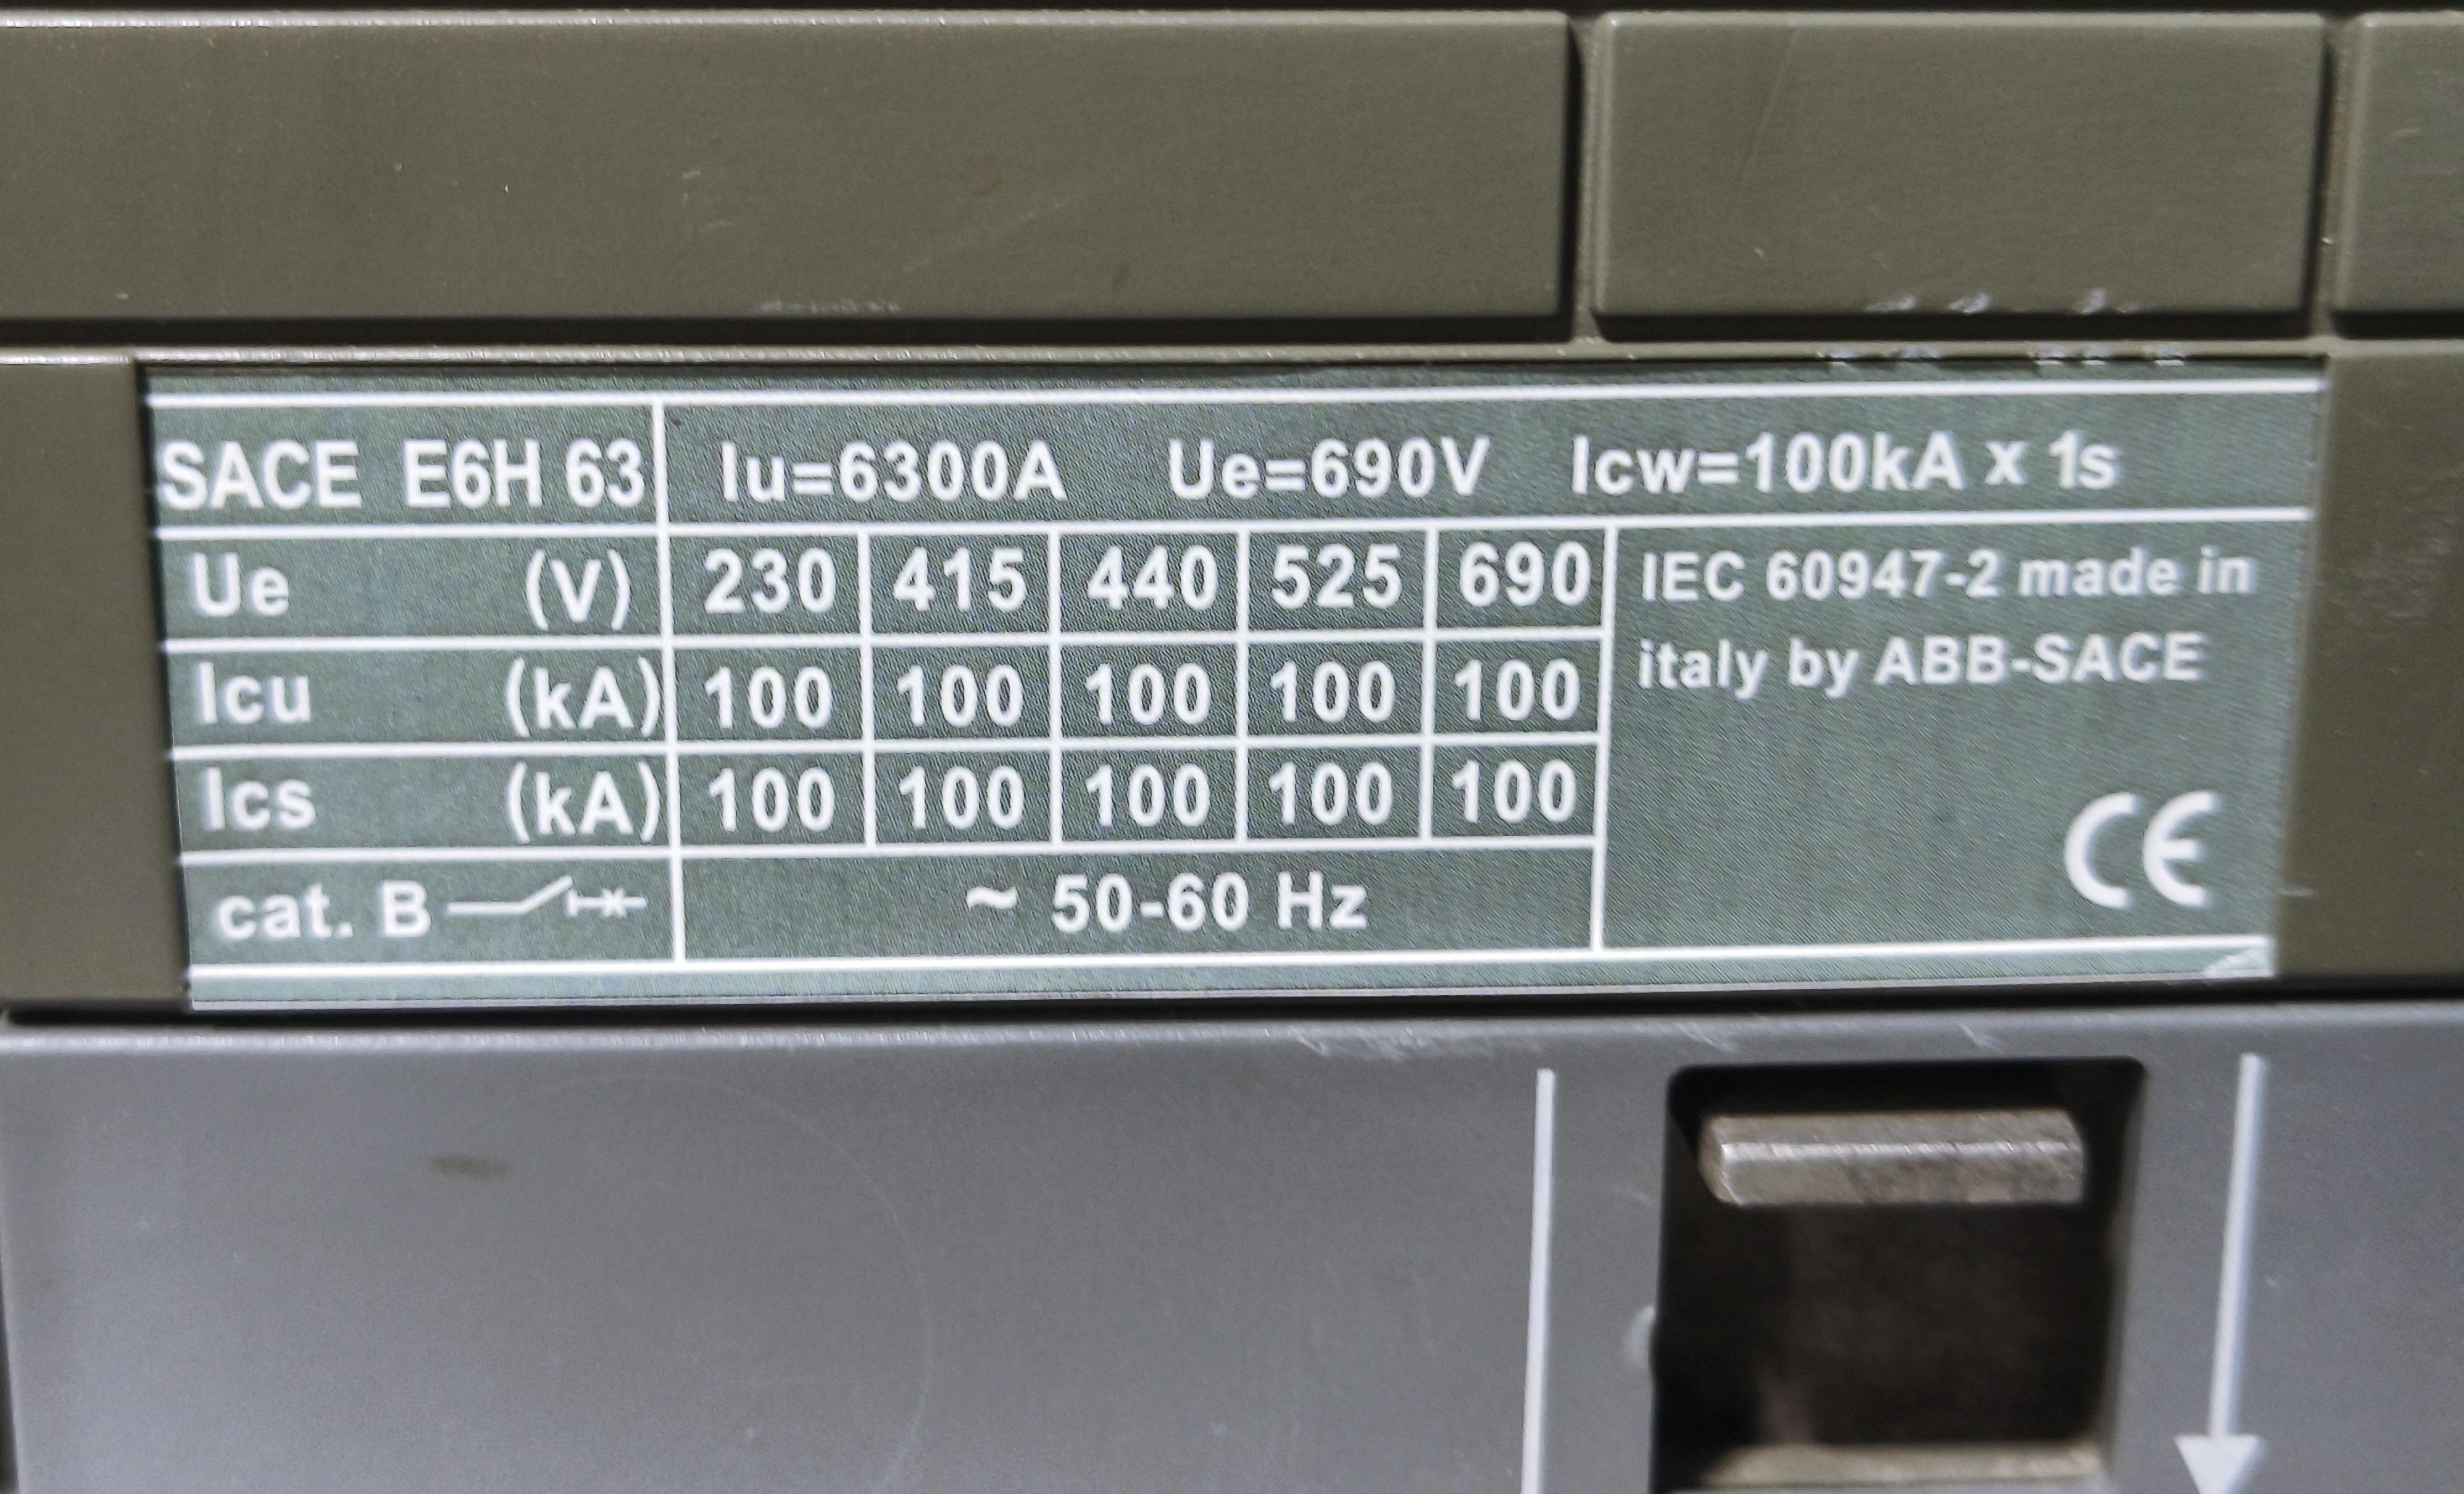 SACE E6H 63 Iu=6300A Ue=690V Icw=100kA x 1s
Ue (V) 230 415 440 525 690
Icu (kA) 100 100 100 100 100
Ics (kA) 100 100 100 100 100
cat. B ~ 50-60 Hz
IEC 60947-2 made in
italy by ABB-SACE
CE